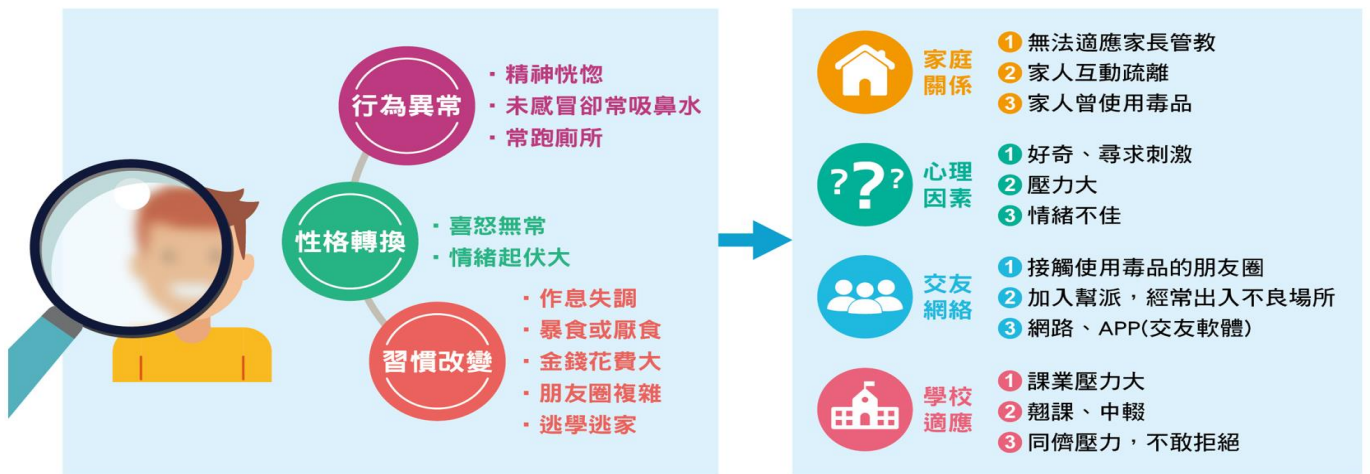 行為異常
▪ 精神恍惚
▪ 未感冒卻常吸鼻水
▪ 常跑廁所
性格轉換
▪ 喜怒無常
▪ 情緒起伏大
習慣改變
▪ 作息失調
▪ 暴食或厭食
▪ 金錢花費大
▪ 朋友圈複雜
▪ 逃學逃家
家庭
關係
1 無法適應家長管教
2 家人互動疏離
3 家人曾使用毒品
???
心理
因素
1 好奇、尋求刺激
2 壓力大
3 情緒不佳
交友
網絡
1 接觸使用毒品的朋友圈
2 加入幫派，經常出入不良場所
3 網路、APP(交友軟體)
學校
適應
1 課業壓力大
2 翹課、中輟
3 同儕壓力，不敢拒絕